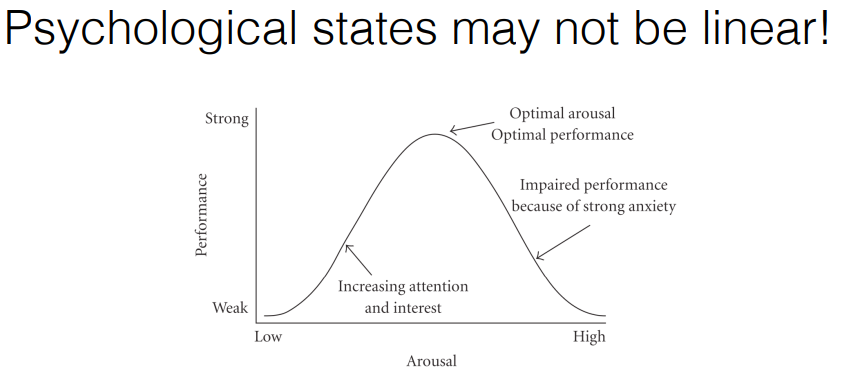 Psychological states may not be linear!
Strong
Optimal arousal
Optimal performance
Impaired performance
because of strong anxiety
Performance
Increasing attention
and interest
Weak
Low
High
Arousal